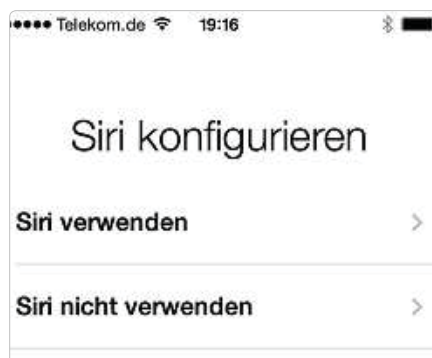 Telekom.de 19:16
Siri konfigurieren
Siri verwenden
Siri nicht verwenden